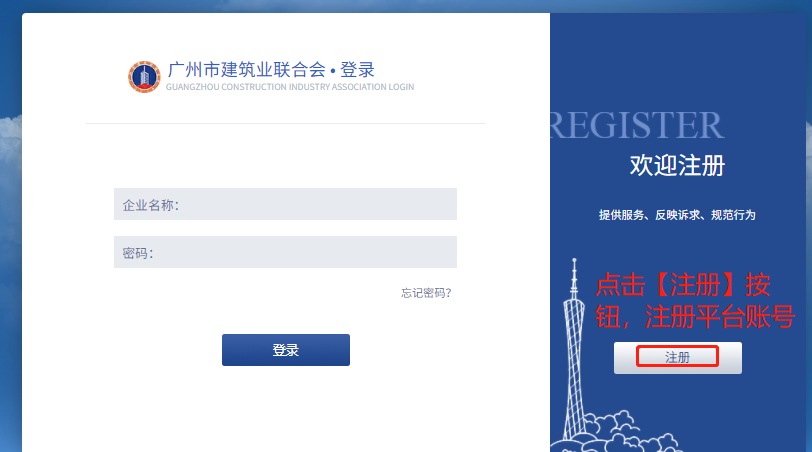 广州市建筑业联合会 • 登录
GUANGZHOU CONSTRUCTION INDUSTRY ASSOCIATION LOGIN
企业名称：
密码：
忘记密码？
登录
REGISTER
欢迎注册
提供服务、反映诉求、规范行为
点击【注册】按
钮，注册平台账号
注册